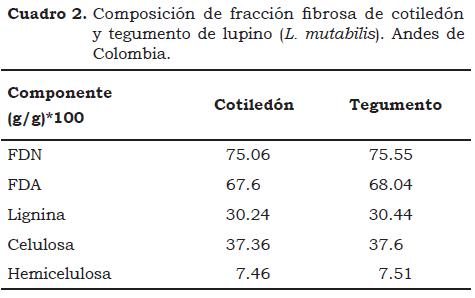 Cuadro 2. Composición de fracción fibrosa de cotiledón
y tegumento de lupino (L. mutabilis). Andes de
Colombia.
Componente
(g/g)*100 Cotiledón Tegumento
FDN 75.06 75.55
FDA 67.6 68.04
Lignina 30.24 30.44
Celulosa 37.36 37.6
Hemicelulosa 7.46 7.51